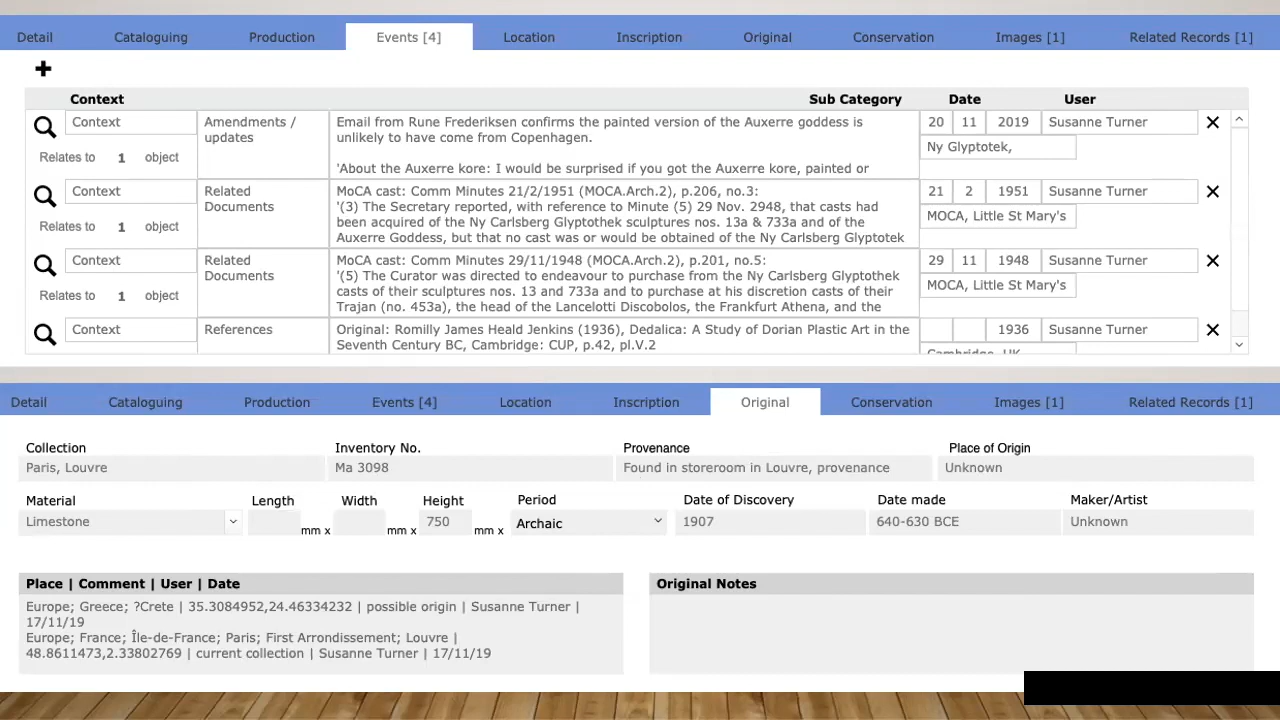 Detail Cataloguing Production Events [4] Location Inscription Original Conservation Images [1] Related Records [1]
Context Sub Category Date User
Context Amendments / updates Email from Rune Frederiksen confirms the painted version of the Auxerre goddess is 20 11 2019 Susanne Turner
unlikely to have come from Copenhagen.
Ny Glyptotek,
Relates to 1 object
'About the Auxerre kore: I would be surprised if you got the Auxerre kore, painted or
Context Related Documents MoCA cast: Comm Minutes 21/2/1951 (MOCA.Arch.2), p.206, no.3: 21 2 1951 Susanne Turner
'(3) The Secretary reported, with reference to Minute (5) 29 Nov. 2948, that casts had
MOCA, Little St Mary's
Relates to 1 object
been acquired of the Ny Carlsberg Glyptothek sculptures nos. 13a & 733a and of the
Auxerre Goddess, but that no cast was or would be obtained of the Ny Carlsberg Glyptotek
Context Related Documents MoCA cast: Comm Minutes 29/11/1948 (MOCA.Arch.2), p.201, no.5: 29 11 1948 Susanne Turner
'(5) The Curator was directed to endeavour to purchase from the Ny Carlsberg Glyptothek
MOCA, Little St Mary's
Relates to 1 object
casts of their sculptures nos. 13 and 733a and to purchase at his discretion casts of their
Trajan (no. 453a), the head of the Lancelotti Discobolos, the Frankfurt Athena, and the
Context References Original: Romilly James Heald Jenkins (1936), Dedalica: A Study of Dorian Plastic Art in the 1936 Susanne Turner
Seventh Century BC, Cambridge: CUP, p.42, pl.V.2
Cambridge, UK
Detail Cataloguing Production Events [4] Location Inscription Original Conservation Images [1] Related Records [1]
Collection Inventory No. Provenance Place of Origin
Paris, Louvre Ma 3098 Found in storeroom in Louvre, provenance Unknown
Material Length Width Height Period Date of Discovery Date made Maker/Artist
Limestone mm x mm x 750 mm x Archaic 1907 640-630 BCE Unknown
Place | Comment | User | Date Original Notes
Europe; Greece; ?Crete | 35.3084952,24.46334232 | possible origin | Susanne Turner |
17/11/19
Europe; France; Île-de-France; Paris; First Arrondissement; Louvre |
48.8611473,2.33802769 | current collection | Susanne Turner | 17/11/19